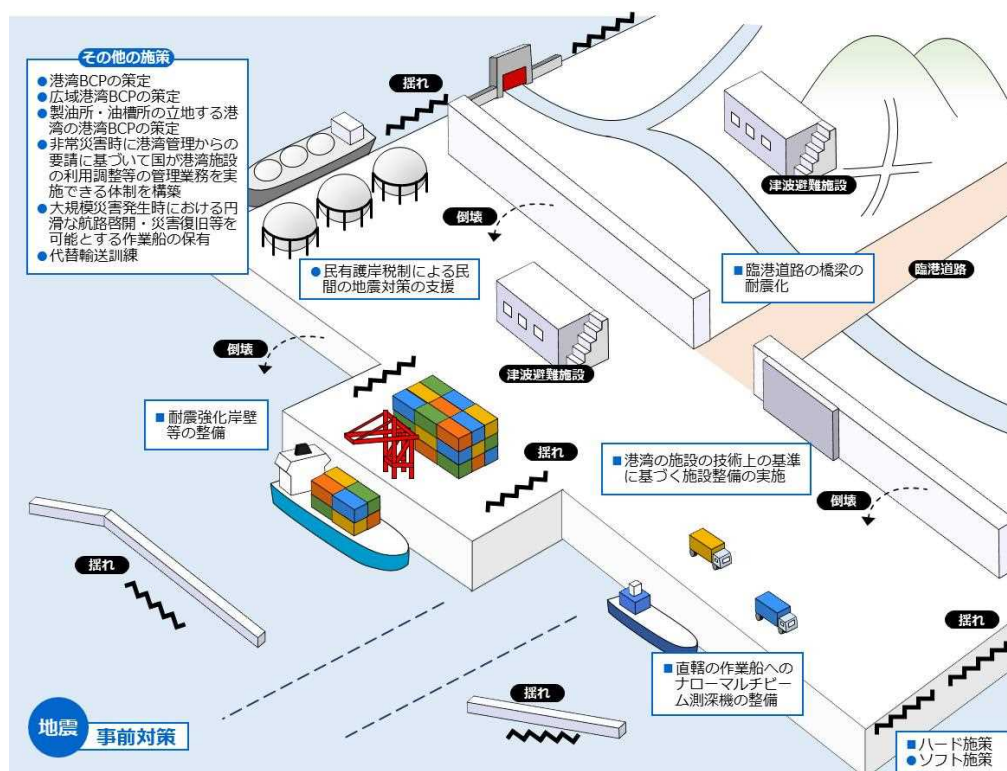 その他の施策
●港湾BCPの策定
●広域港湾BCPの策定
●製油所・油槽所の立地する港
湾の港湾BCPの策定
●非常災害時に港湾管理からの
要請に基づいて国が港湾施設
の利用調整等の管理業務を実
施できる体制を構築
●大規模災害発生時における円
滑な航路啓開・災害復旧等を
可能とする作業船の保有
●代替輸送訓練
揺れ
津波避難施設
倒壊
●民有護岸税制による民
間の地震対策の支援
■臨港道路の橋梁の
耐震化
臨港道路
倒壊
津波避難施設
■耐震強化岸壁
等の整備
揺れ
■港湾の施設の技術上の基準
に基づく施設整備の実施
倒壊
揺れ
揺れ
■直轄の作業船への
ナローマルチビー
ム測深機の整備
揺れ
地震
事前対策
■ハード施策
●ソフト施策